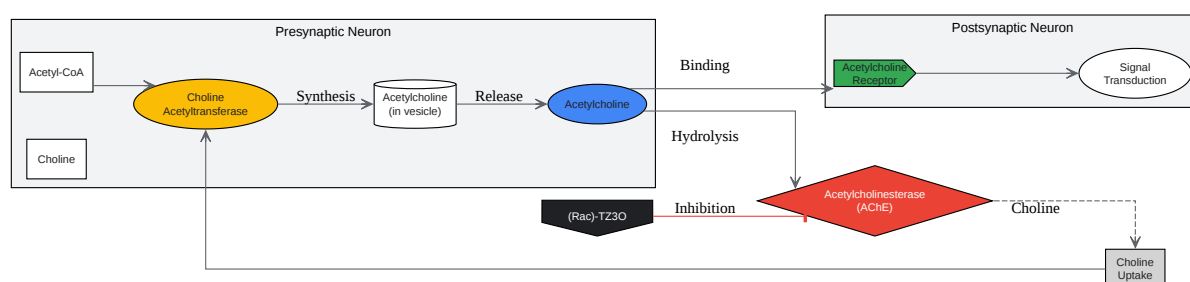 Presynaptic Neuron
Postsynaptic Neuron
Acetyl-CoA
Choline
Acetyltransferase
Synthesis
Acetylcholine
(in vesicle)
Release
Acetylcholine
Binding
Acetylcholine
Receptor
Signal
Transduction
Hydrolysis
Choline
(Rac)-TZ3O
Inhibition
Acetylcholinesterase
(AChE)
Choline
Choline
Uptake